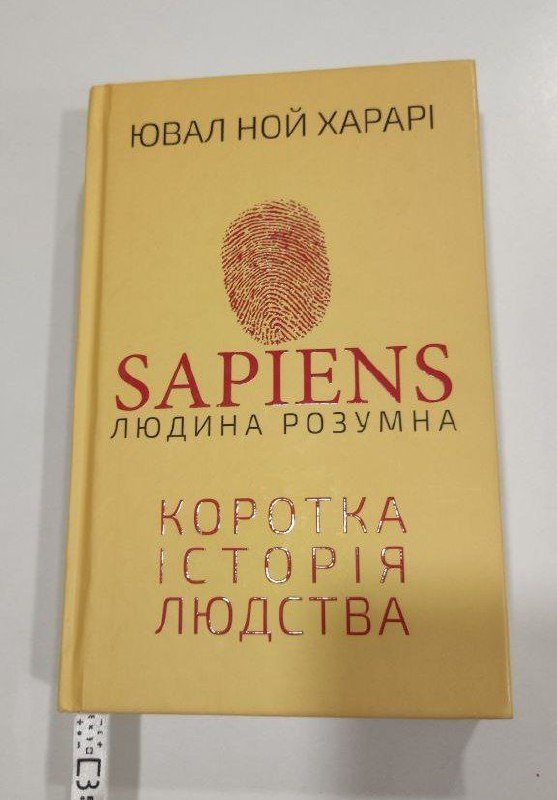 ЮВАЛ НОЙ ХАРАРІ
SAPIENS
ЛЮДИНА РОЗУМНА
КОРОТКА
ІСТОРІЯ
ЛЮДСТВА